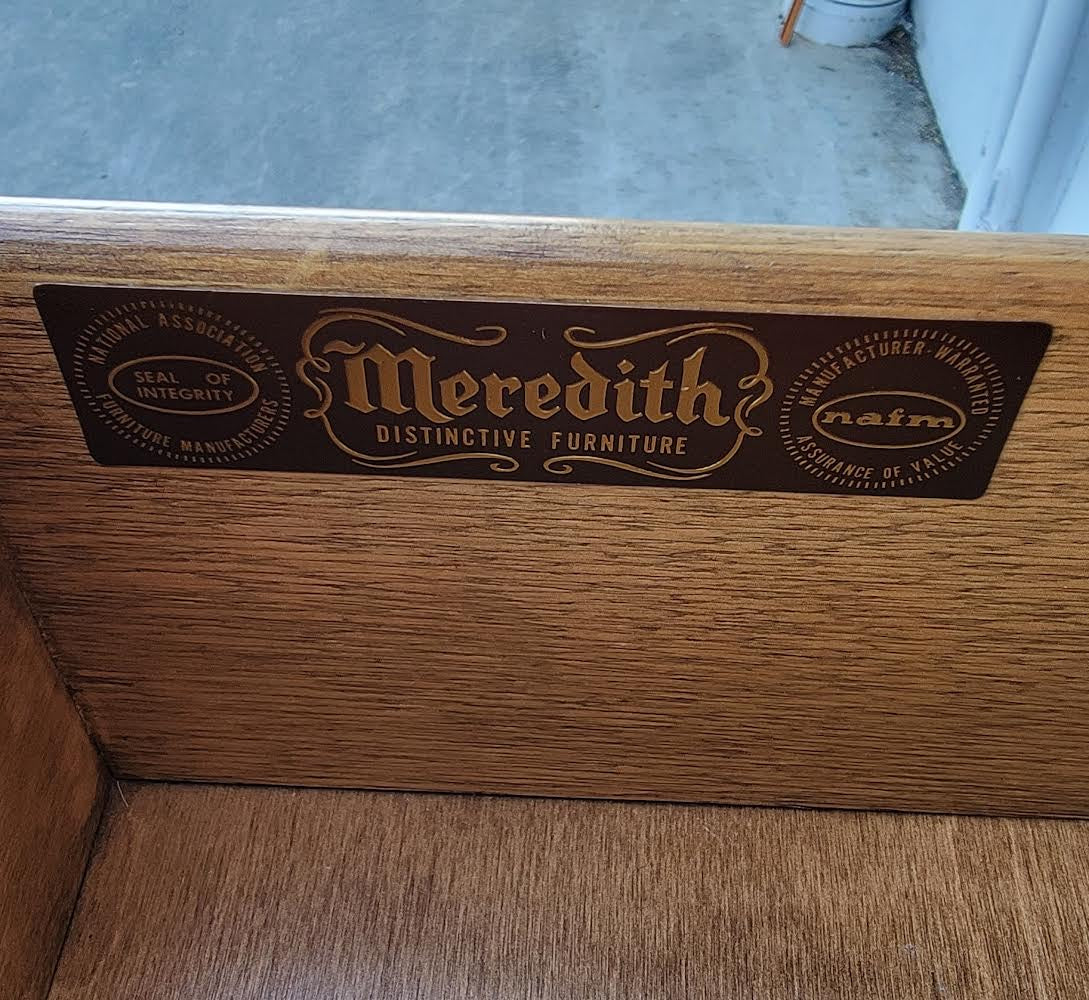 NATIONAL ASSOCIATION
SEAL OF
INTEGRITY
FURNITURE MANUFACTURERS
Meredith
DISTINCTIVE FURNITURE
MANUFACTURER-WARRANTED
nafm
ASSURANCE OF VALUE